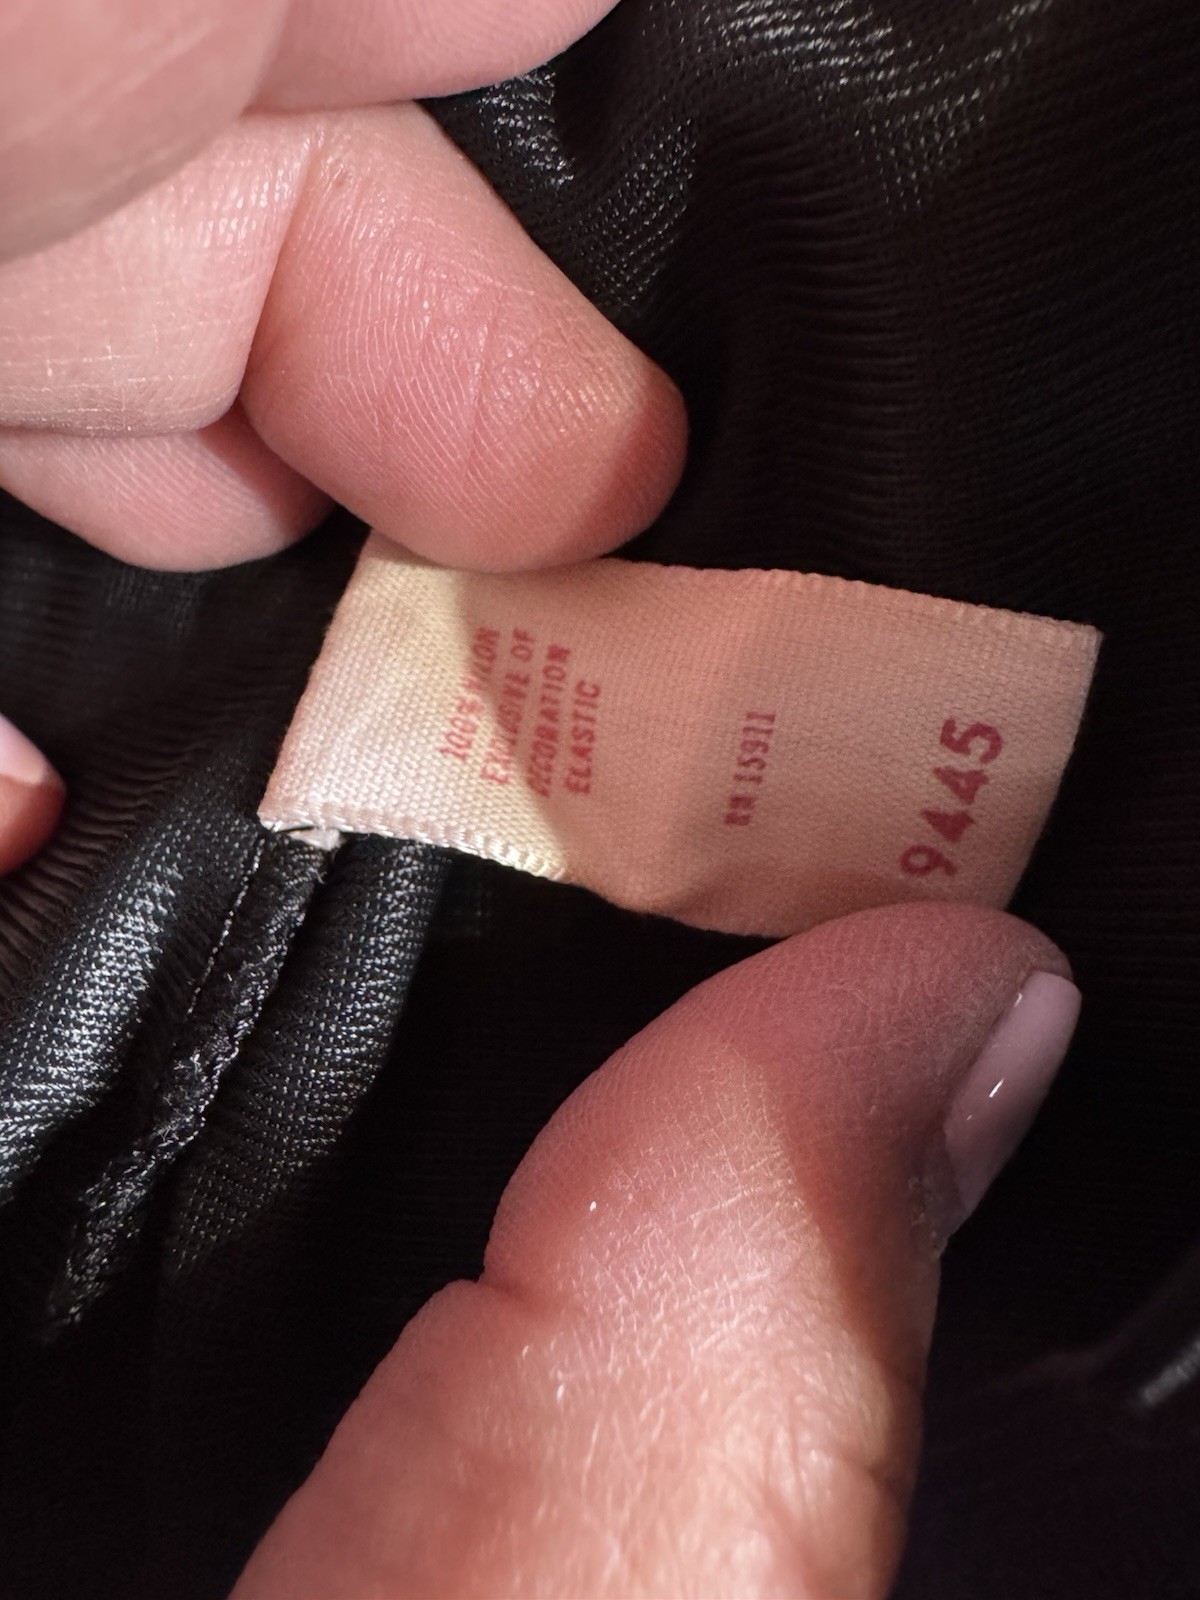 100% NYLON
EXCLUSIVE OF
DECORATION
ELASTIC
RN 15911
9445